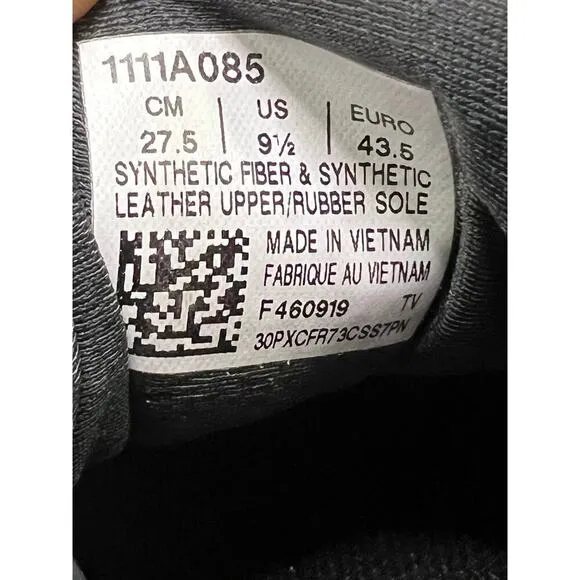 1111A085
CM | US | EURO
27.5 | 9½ | 43.5
SYNTHETIC FIBER & SYNTHETIC
LEATHER UPPER/RUBBER SOLE
MADE IN VIETNAM
FABRIQUE AU VIETNAM
F460919 TV
30PXCFR73CSS7PN